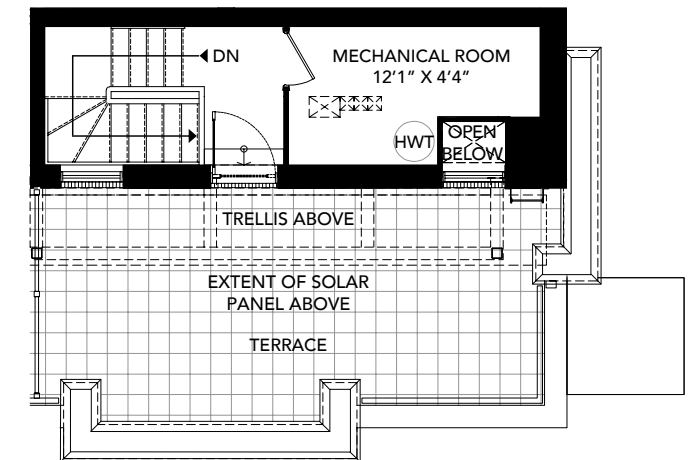 DN
MECHANICAL ROOM
12'1" X 4'4"
HWT
OPEN
BELOW
TRELLIS ABOVE
EXTENT OF SOLAR
PANEL ABOVE
TERRACE